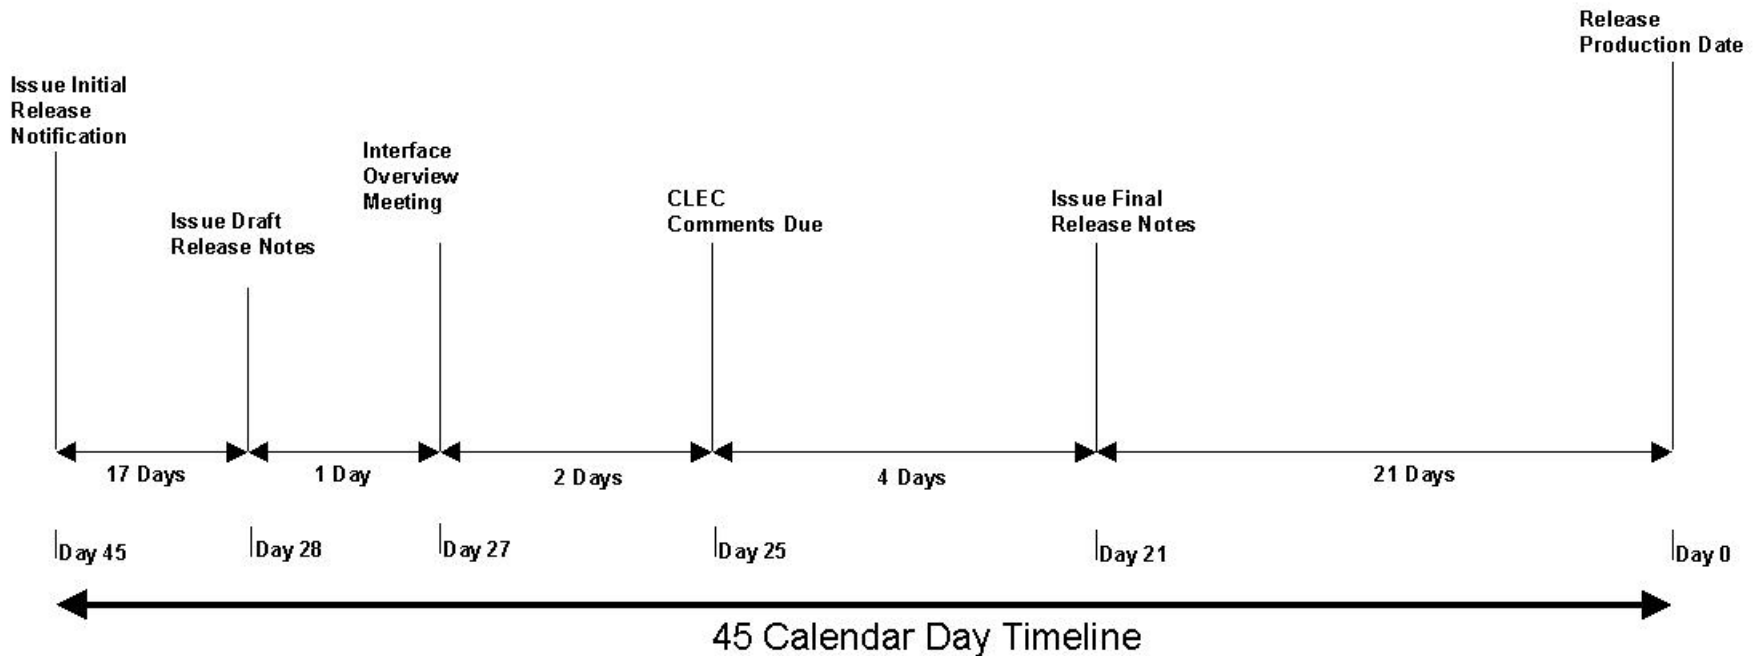 Release
Production Date
Issue Initial
Release
Notification
Interface
Overview
Meeting
CLEC
Comments Due
Issue Final
Release Notes
Issue Draft
Release Notes
17 Days
1 Day
2 Days
4 Days
21 Days
Day 45
Day 28
Day 27
Day 25
Day 21
Day 0
45 Calendar Day Timeline